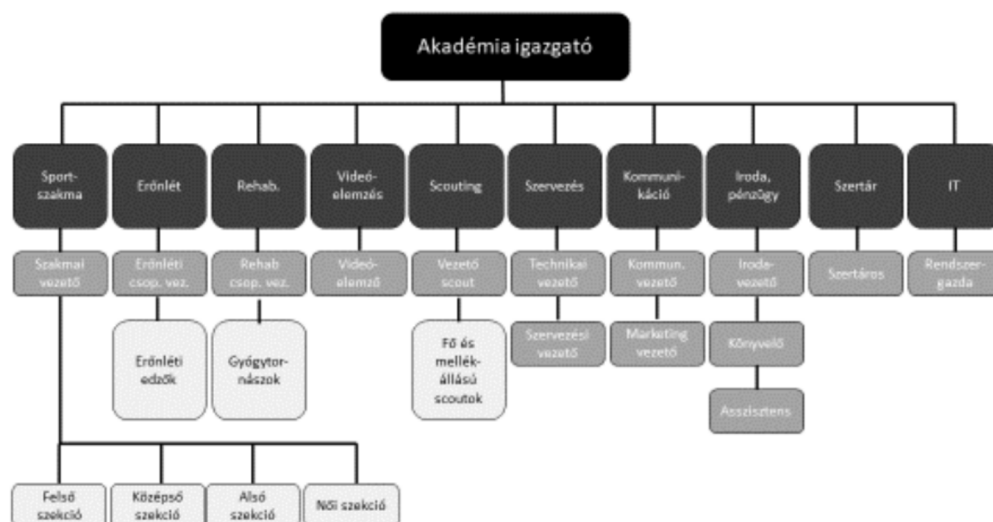 Akadémia igazgató
Sport-
szakma
Erőnlét
Rehab.
Videó-
elemzés
Scouting
Szervezés
Kommuni-
káció
Iroda,
pénzügy
Szertár
IT
Szakmai
vezető
Erőnléti
csop. vez.
Rehab
csop. vez.
Videó-
elemző
Vezető
scout
Technikai
vezető
Kommun.
vezető
Iroda-
vezető
Szertáros
Rendszer-
gazda
Erőnléti
edzők
Gyógytor-
nászok
Fő és
mellék-
állású
scoutok
Szervezési
vezető
Marketing
vezető
Könyvelő
Asszisztens
Felső
szekció
Középső
szekció
Alsó
szekció
Női szekció